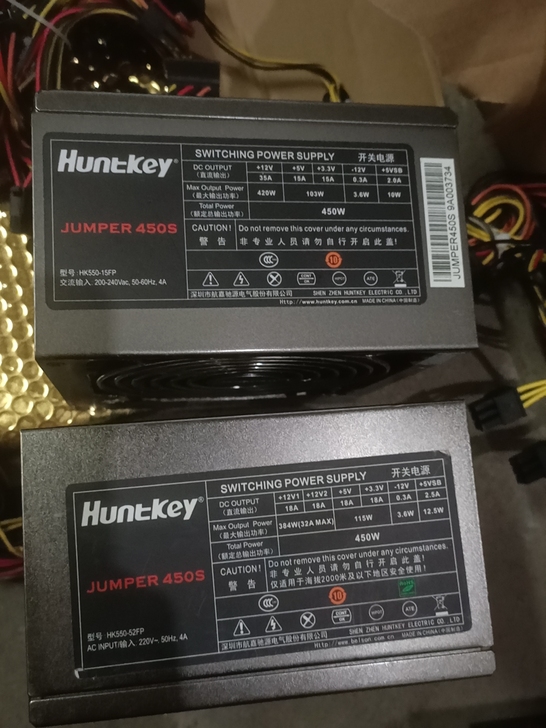 Huntkey®
JUMPER 450S
型号: HK550-15FP
交流输入: 200-240Vac, 50-60Hz, 4A
SWITCHING POWER SUPPLY 开关电源
DC OUTPUT +12V +5V +3.3V -12V +5VSB
(直流输出) 35A 15A 15A 0.3A 2.0A
Max Output Power 420W 103W 3.6W 10W
(最大输出功率)
Total Power 450W
(额定总输出功率)
CAUTION! Do not remove this cover under any circumstances.
警告 非专业人员请勿自行开启此盖!
10
深圳市航嘉驰源电气股份有限公司 SHEN ZHEN HUNTKEY ELECTRIC CO.,LTD
Http://www.huntkey.com.cn MADE IN CHINA(中国制造)
JUMPER450S 9A003734
Huntkey®
JUMPER 450S
型号: HK550-52FP
AC INPUT/输入: 220V~, 50Hz, 4A
SWITCHING POWER SUPPLY 开关电源
DC OUTPUT +12V1 +12V2 +5V +3.3V -12V +5VSB
(直流输出) 18A 18A 18A 18A 0.3A 2.5A
Max Output Power 384W(32A MAX) 115W 3.6W 12.5W
(最大输出功率)
Total Power 450W
(额定总输出功率)
CAUTION! Do not remove this cover under any circumstances.
警告 非专业人员请勿自行开启此盖!
仅适用于海拔2000米及以下地区安全使用!
10
深圳市航嘉驰源电气股份有限公司 SHEN ZHEN HUNTKEY ELECTRIC CO.,LTD
MADE IN CHINA(中国制造)